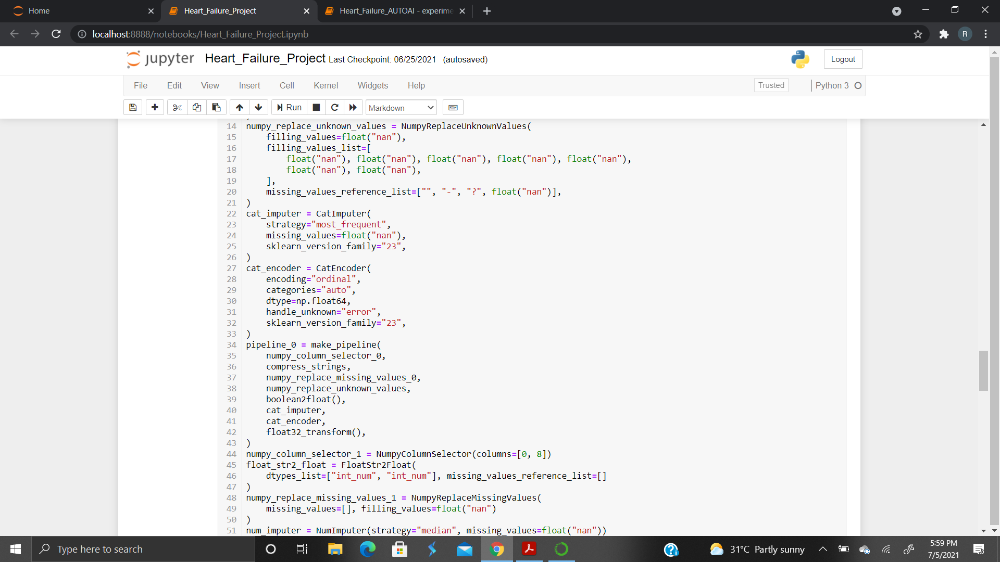 Home
Heart_Failure_Project
Heart_Failure_AUTOAI - experime
localhost:8888/notebooks/Heart_Failure_Project.ipynb
R
jupyter Heart_Failure_Project Last Checkpoint: 06/25/2021 (autosaved)
Logout
File Edit View Insert Cell Kernel Widgets Help
Trusted
Python 3
Run
Markdown
14 numpy_replace_unknown_values = NumpyReplaceUnknownValues(
15     filling_values=float("nan"),
16     filling_values_list=[
17         float("nan"), float("nan"), float("nan"), float("nan"), float("nan"),
18         float("nan"), float("nan"),
19     ],
20     missing_values_reference_list=["", "-", "?", float("nan")],
21 )
22 cat_imputer = CatImputer(
23     strategy="most_frequent",
24     missing_values=float("nan"),
25     sklearn_version_family="23",
26 )
27 cat_encoder = CatEncoder(
28     encoding="ordinal",
29     categories="auto",
30     dtype=np.float64,
31     handle_unknown="error",
32     sklearn_version_family="23",
33 )
34 pipeline_0 = make_pipeline(
35     numpy_column_selector_0,
36     compress_strings,
37     numpy_replace_missing_values_0,
38     numpy_replace_unknown_values,
39     boolean2float(),
40     cat_imputer,
41     cat_encoder,
42     float32_transform(),
43 )
44 numpy_column_selector_1 = NumpyColumnSelector(columns=[0, 8])
45 float_str2_float = FloatStr2Float(
46     dtypes_list=["int_num", "int_num"], missing_values_reference_list=[]
47 )
48 numpy_replace_missing_values_1 = NumpyReplaceMissingValues(
49     missing_values=[], filling_values=float("nan")
50 )
51 num_imputer = NumImputer(strategy="median", missing_values=float("nan"))
Type here to search
31°C Partly sunny
5:59 PM
7/5/2021